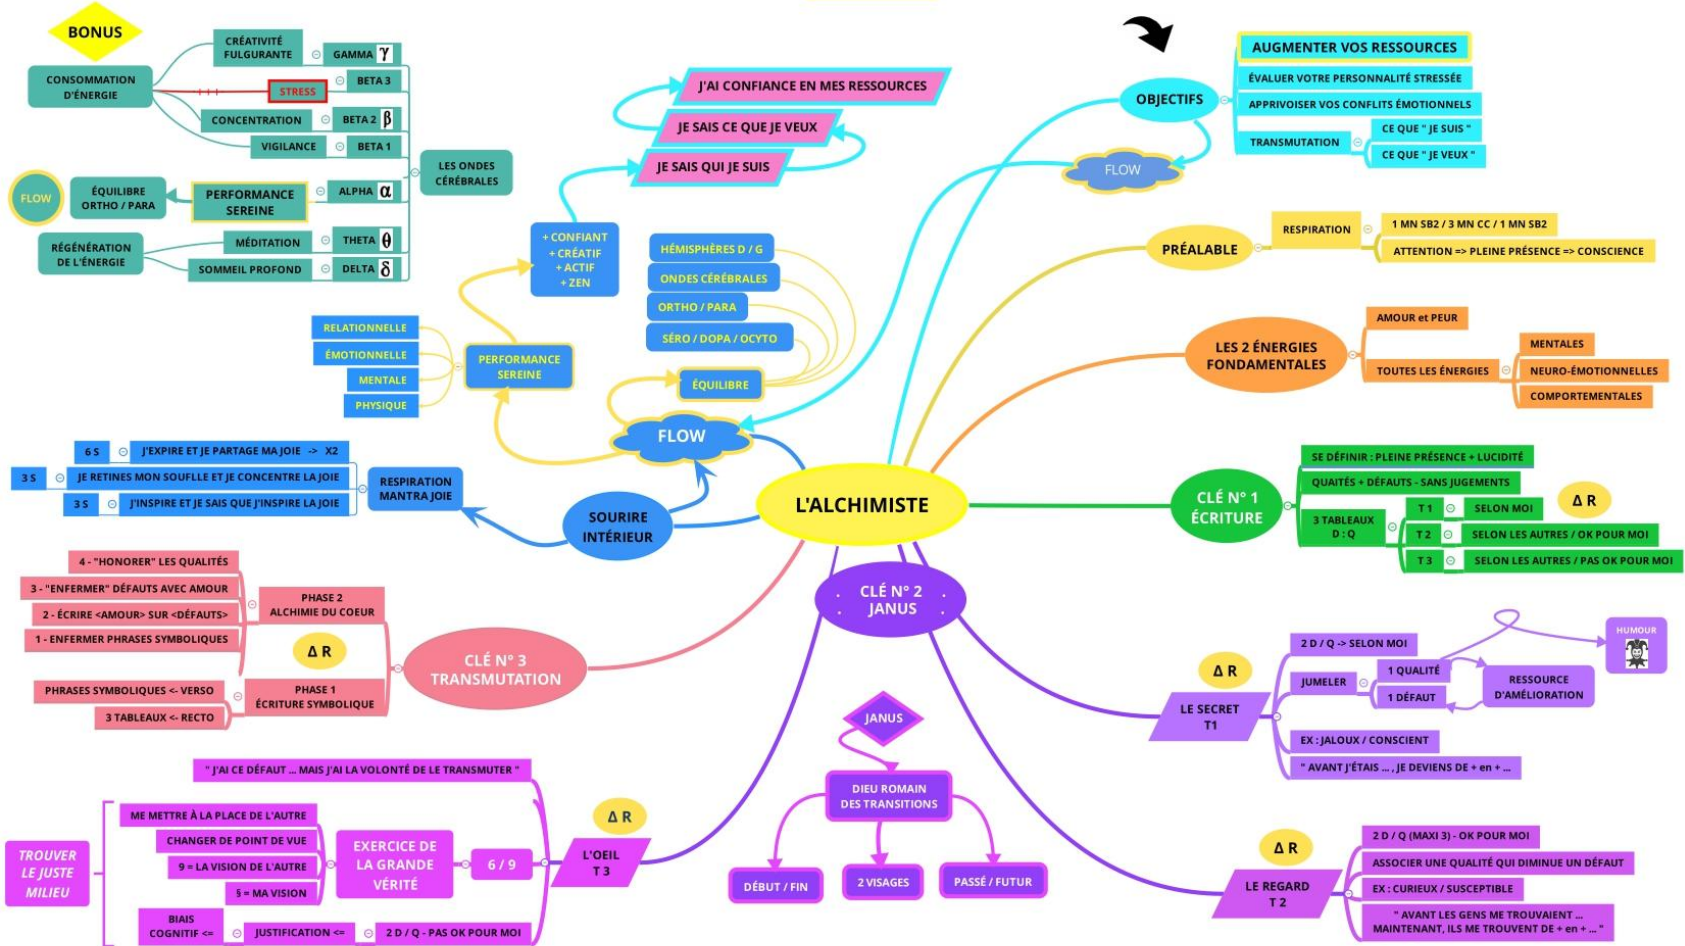 BONUS
CONSOMMATION
D'ÉNERGIE
CRÉATIVITÉ
FULGURANTE
GAMMA γ
STRESS
BETA 3
CONCENTRATION
BETA 2 β
VIGILANCE
BETA 1
LES ONDES
CÉRÉBRALES
FLOW
ÉQUILIBRE
ORTHO / PARA
PERFORMANCE
SEREINE
ALPHA α
RÉGÉNÉRATION
DE L'ÉNERGIE
MÉDITATION
THETA θ
SOMMEIL PROFOND
DELTA δ
J'AI CONFIANCE EN MES RESSOURCES
JE SAIS CE QUE JE VEUX
JE SAIS QUI JE SUIS
+ CONFIANT
+ CRÉATIF
+ ACTIF
+ ZEN
HÉMISPHÈRES D / G
ONDES CÉRÉBRALES
ORTHO / PARA
SÉRO / DOPA / OCYTO
ÉQUILIBRE
RELATIONNELLE
ÉMOTIONNELLE
MENTALE
PHYSIQUE
PERFORMANCE
SEREINE
FLOW
OBJECTIFS
AUGMENTER VOS RESSOURCES
ÉVALUER VOTRE PERSONNALITÉ STRESSÉE
APPRIVOISER VOS CONFLITS ÉMOTIONNELS
TRANSMUTATION
CE QUE " JE SUIS "
CE QUE " JE VEUX "
FLOW
PRÉALABLE
RESPIRATION
1 MN SB2 / 3 MN CC / 1 MN SB2
ATTENTION => PLEINE PRÉSENCE => CONSCIENCE
LES 2 ÉNERGIES
FONDAMENTALES
AMOUR et PEUR
TOUTES LES ÉNERGIES
MENTALES
NEURO-ÉMOTIONNELLES
COMPORTEMENTALES
6 S
J'EXPIRE ET JE PARTAGE MA JOIE -> X2
3 S
JE RETINES MON SOUFLLE ET JE CONCENTRE LA JOIE
3 S
J'INSPIRE ET JE SAIS QUE J'INSPIRE LA JOIE
RESPIRATION
MANTRA JOIE
SOURIRE
INTÉRIEUR
L'ALCHIMISTE
CLÉ N° 1
ÉCRITURE
SE DÉFINIR : PLEINE PRÉSENCE + LUCIDITÉ
QUAITÉS + DÉFAUTS - SANS JUGEMENTS
3 TABLEAUX
D : Q
T 1
SELON MOI
T 2
SELON LES AUTRES / OK POUR MOI
T 3
SELON LES AUTRES / PAS OK POUR MOI
Δ R
4 - "HONORER" LES QUALITÉS
3 - "ENFERMER" DÉFAUTS AVEC AMOUR
2 - ÉCRIRE <AMOUR> SUR <DÉFAUTS>
1 - ENFERMER PHRASES SYMBOLIQUES
PHASE 2
ALCHIMIE DU COEUR
Δ R
PHRASES SYMBOLIQUES <- VERSO
3 TABLEAUX <- RECTO
PHASE 1
ÉCRITURE SYMBOLIQUE
CLÉ N° 3
TRANSMUTATION
. CLÉ N° 2 .
. JANUS .
Δ R
LE SECRET
T1
2 D / Q -> SELON MOI
JUMELER
1 QUALITÉ
1 DÉFAUT
RESSOURCE
D'AMÉLIORATION
HUMOUR
EX : JALOUX / CONSCIENT
" AVANT J'ÉTAIS ... , JE DEVIENS DE + en + ...
JANUS
DIEU ROMAIN
DES TRANSITIONS
DÉBUT / FIN
2 VISAGES
PASSÉ / FUTUR
" J'AI CE DÉFAUT ... MAIS J'AI LA VOLONTÉ DE LE TRANSMUTER "
Δ R
L'OEIL
T 3
6 / 9
EXERCICE DE
LA GRANDE
VÉRITÉ
ME METTRE À LA PLACE DE L'AUTRE
CHANGER DE POINT DE VUE
9 = LA VISION DE L'AUTRE
§ = MA VISION
TROUVER
LE JUSTE
MILIEU
BIAIS
COGNITIF <=
JUSTIFICATION <=
2 D / Q - PAS OK POUR MOI
Δ R
LE REGARD
T 2
2 D / Q (MAXI 3) - OK POUR MOI
ASSOCIER UNE QUALITÉ QUI DIMINUE UN DÉFAUT
EX : CURIEUX / SUSCEPTIBLE
" AVANT LES GENS ME TROUVAIENT ...
MAINTENANT, ILS ME TROUVENT DE + en + ... "